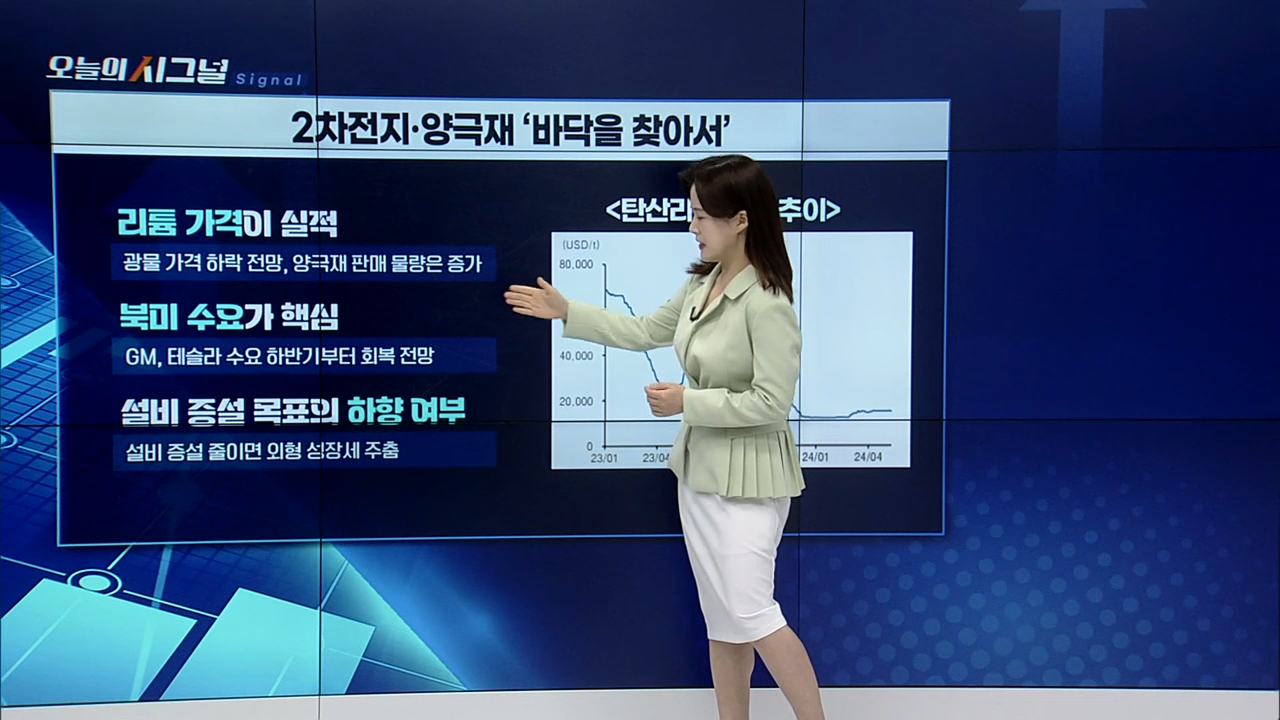 오늘의 시그널 Signal
2차전지·양극재 ‘바닥을 찾아서’
리튬 가격이 실적
광물 가격 하락 전망, 양극재 판매 물량은 증가
북미 수요가 핵심
GM, 테슬라 수요 하반기부터 회복 전망
설비 증설 목표의 하향 여부
설비 증설 줄이면 외형 성장세 주춤
<탄산리 추이>
(USD/t)
80,000
40,000
20,000
0
23/01 23/04 24/01 24/04